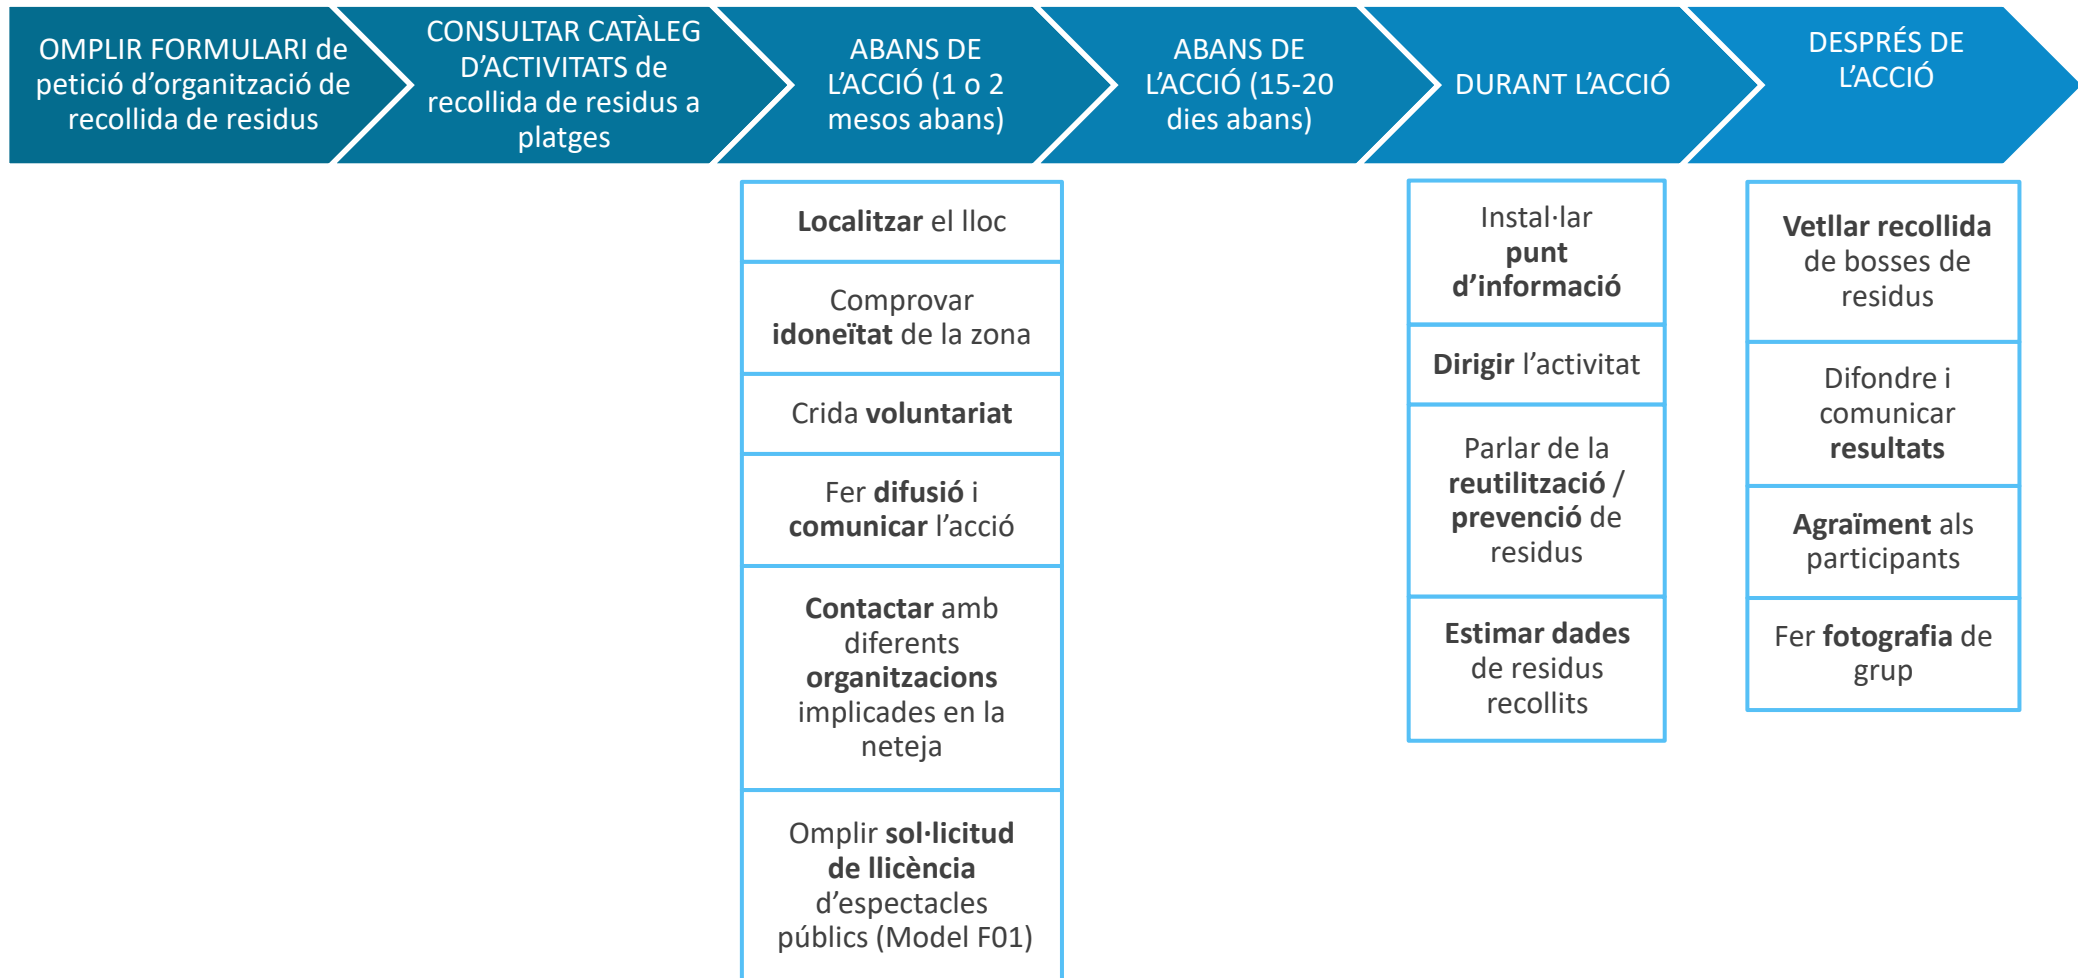 OMPLIR FORMULARI de
petició d’organització de
recollida de residus
CONSULTAR CATÀLEG
D’ACTIVITATS de
recollida de residus a
platges
ABANS DE
L’ACCIÓ (1 o 2
mesos abans)
ABANS DE
L’ACCIÓ (15-20
dies abans)
DURANT L’ACCIÓ
DESPRÉS DE
L’ACCIÓ
Localitzar el lloc
Comprovar
idoneïtat de la zona
Crida voluntariat
Fer difusió i
comunicar l’acció
Contactar amb
diferents
organitzacions
implicades en la
neteja
Omplir sol·licitud
de llicència
d’espectacles
públics (Model F01)
Instal·lar
punt
d’informació
Dirigir l’activitat
Parlar de la
reutilització /
prevenció de
residus
Estimar dades
de residus
recollits
Vetllar recollida
de bosses de
residus
Difondre i
comunicar
resultats
Agraïment als
participants
Fer fotografia de
grup